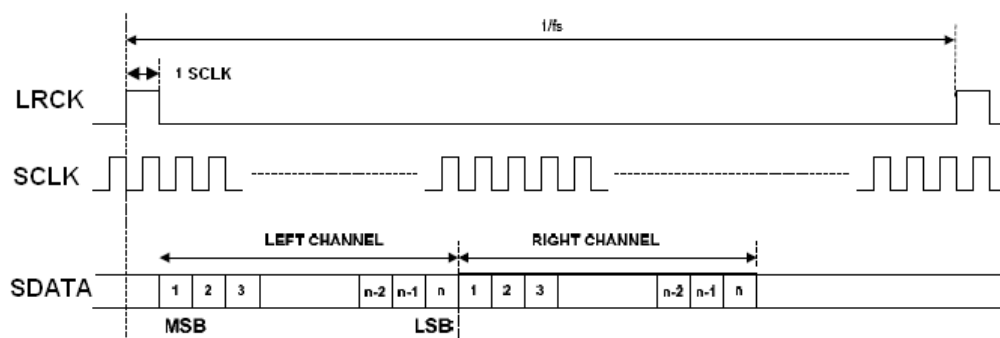 1/fs
1 SCLK
LRCK
SCLK
LEFT CHANNEL RIGHT CHANNEL
SDATA 1 2 3 n-2 n-1 n 1 2 3 n-2 n-1 n
MSB LSB